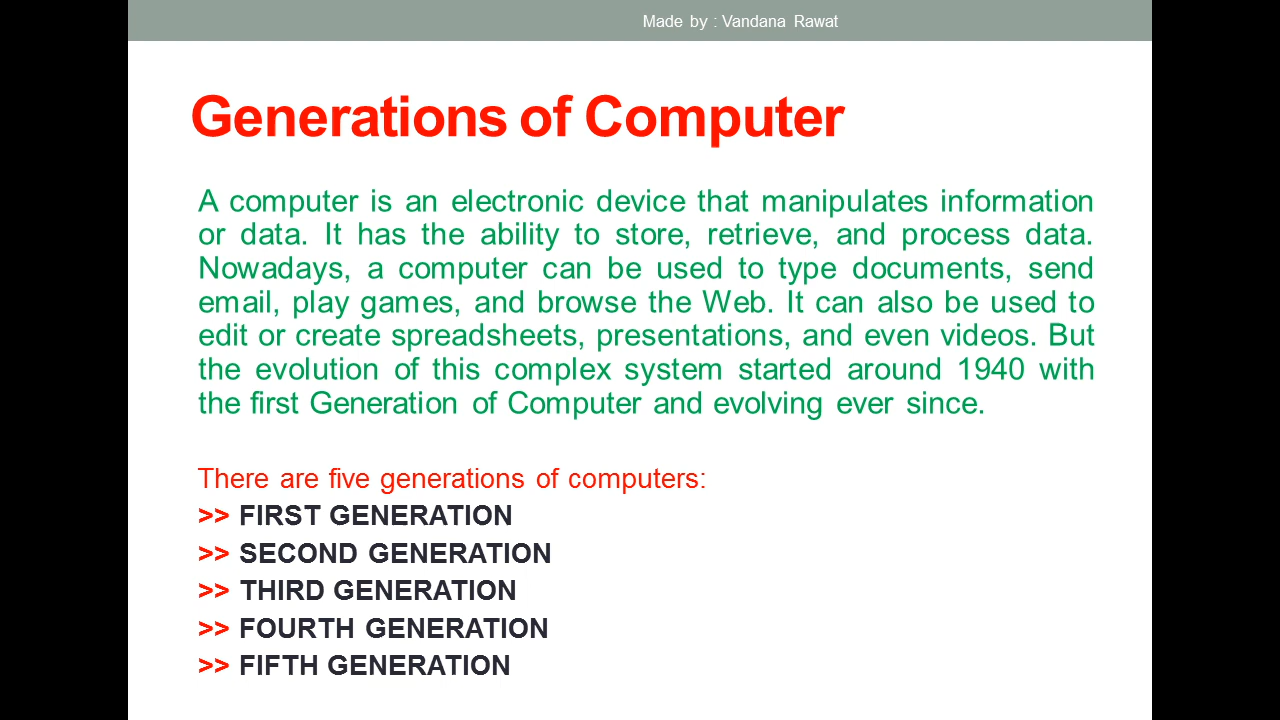 Made by : Vandana Rawat
Generations of Computer
A computer is an electronic device that manipulates information
or data. It has the ability to store, retrieve, and process data.
Nowadays, a computer can be used to type documents, send
email, play games, and browse the Web. It can also be used to
edit or create spreadsheets, presentations, and even videos. But
the evolution of this complex system started around 1940 with
the first Generation of Computer and evolving ever since.
There are five generations of computers:
>> FIRST GENERATION
>> SECOND GENERATION
>> THIRD GENERATION
>> FOURTH GENERATION
>> FIFTH GENERATION